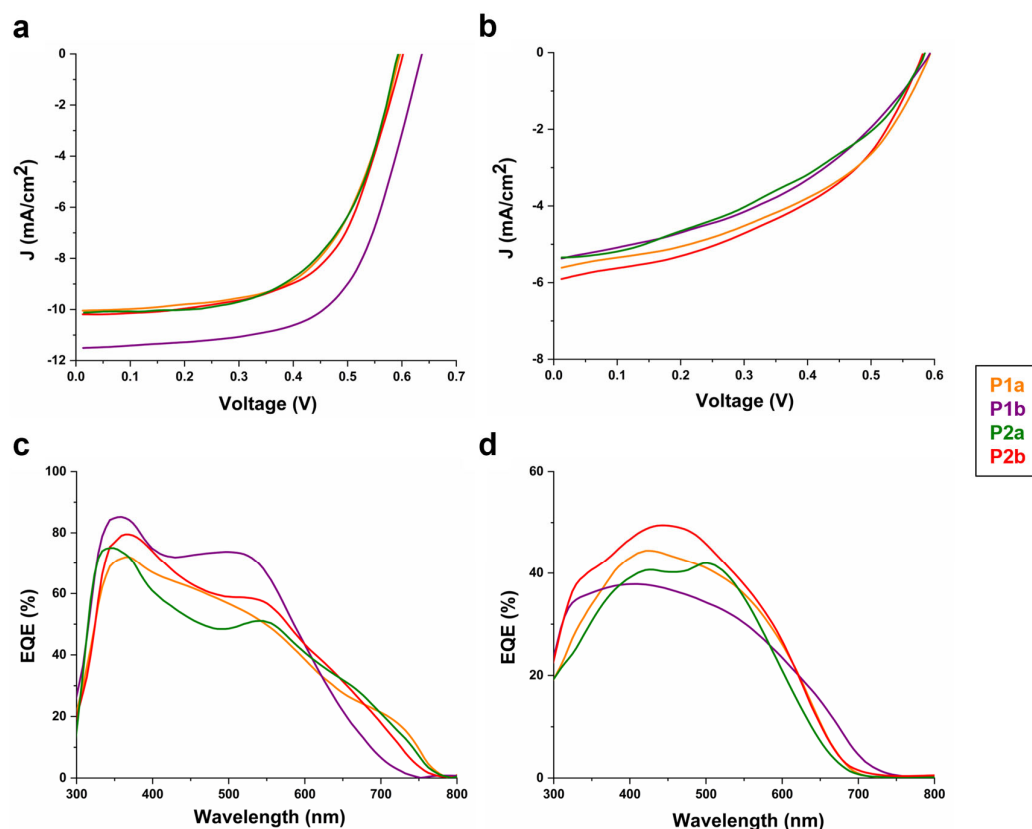 a
0
-2
-4
-6
-8
-10
-12
J (mA/cm²)
0.0 0.1 0.2 0.3 0.4 0.5 0.6 0.7
Voltage (V)
b
0
-2
-4
-6
-8
J (mA/cm²)
0.0 0.1 0.2 0.3 0.4 0.5 0.6
Voltage (V)
P1a
P1b
P2a
P2b
c
100
80
60
40
20
0
EQE (%)
300 400 500 600 700 800
Wavelength (nm)
d
60
40
20
0
EQE (%)
300 400 500 600 700 800
Wavelength (nm)